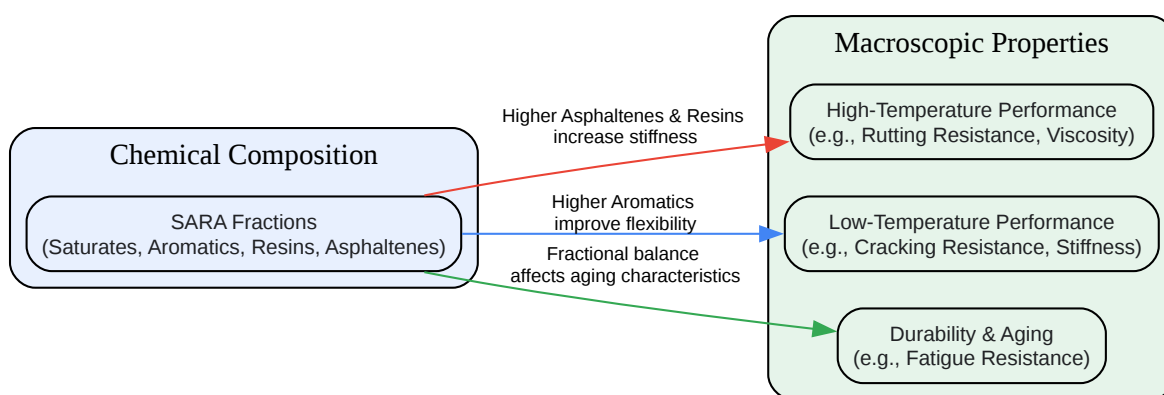 Chemical Composition
SARA Fractions
(Saturates, Aromatics, Resins, Asphaltenes)
Higher Asphaltenes & Resins
increase stiffness
Higher Aromatics
improve flexibility
Fractional balance
affects aging characteristics
Macroscopic Properties
High-Temperature Performance
(e.g., Rutting Resistance, Viscosity)
Low-Temperature Performance
(e.g., Cracking Resistance, Stiffness)
Durability & Aging
(e.g., Fatigue Resistance)